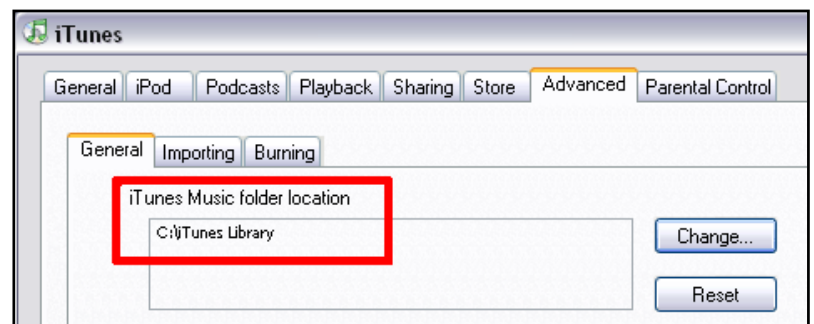 iTunes
General iPod Podcasts Playback Sharing Store Advanced Parental Control
General Importing Burning
iTunes Music folder location
C:\iTunes Library
Change...
Reset